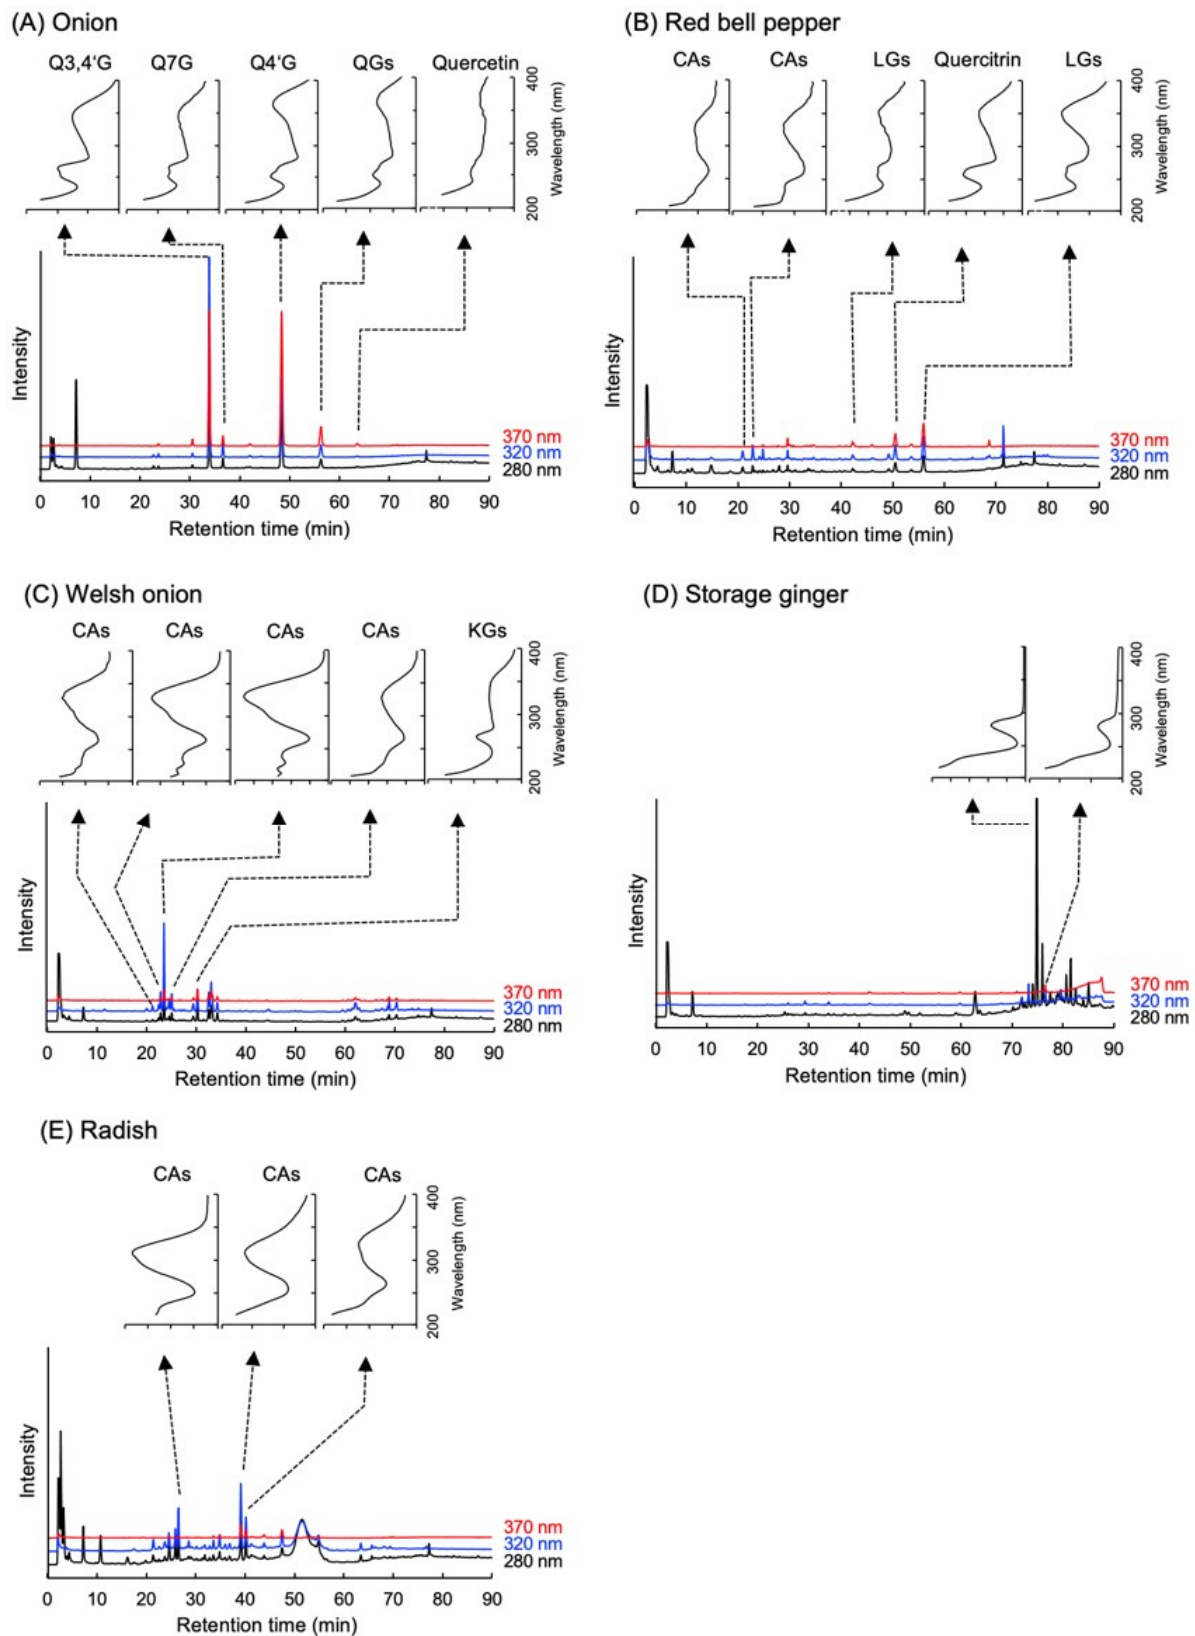 (A) Onion
Q3,4'G Q7G Q4'G QGs Quercetin
400
300
200
Wavelength (nm)
Intensity
370 nm
320 nm
280 nm
0 10 20 30 40 50 60 70 80 90
Retention time (min)
(B) Red bell pepper
CAs CAs LGs Quercitrin LGs
400
300
200
Wavelength (nm)
Intensity
370 nm
320 nm
280 nm
0 10 20 30 40 50 60 70 80 90
Retention time (min)
(C) Welsh onion
CAs CAs CAs CAs KGs
400
300
200
Wavelength (nm)
Intensity
370 nm
320 nm
280 nm
0 10 20 30 40 50 60 70 80 90
Retention time (min)
(D) Storage ginger
400
300
200
Wavelength (nm)
Intensity
370 nm
320 nm
280 nm
0 10 20 30 40 50 60 70 80 90
Retention time (min)
(E) Radish
CAs CAs CAs
400
300
200
Wavelength (nm)
Intensity
370 nm
320 nm
280 nm
0 10 20 30 40 50 60 70 80 90
Retention time (min)